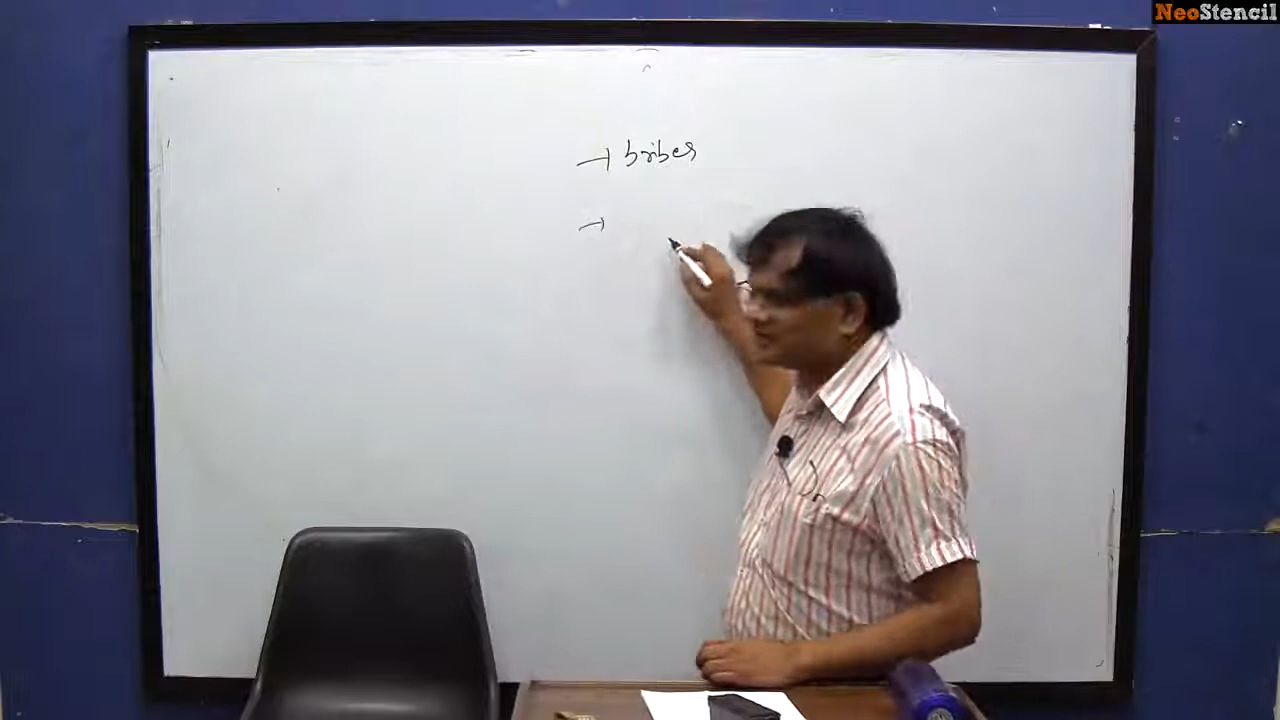 NeoStencil
→ bribes
→